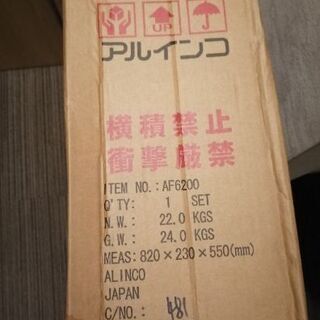 UP
アルインコ
横積禁止
衝撃厳禁
ITEM NO.:AF6200
Q'TY: 1 SET
N.W.: 22.0 KGS
G.W.: 24.0 KGS
MEAS:820×230×550(mm)
ALINCO
JAPAN
C/NO.: 481